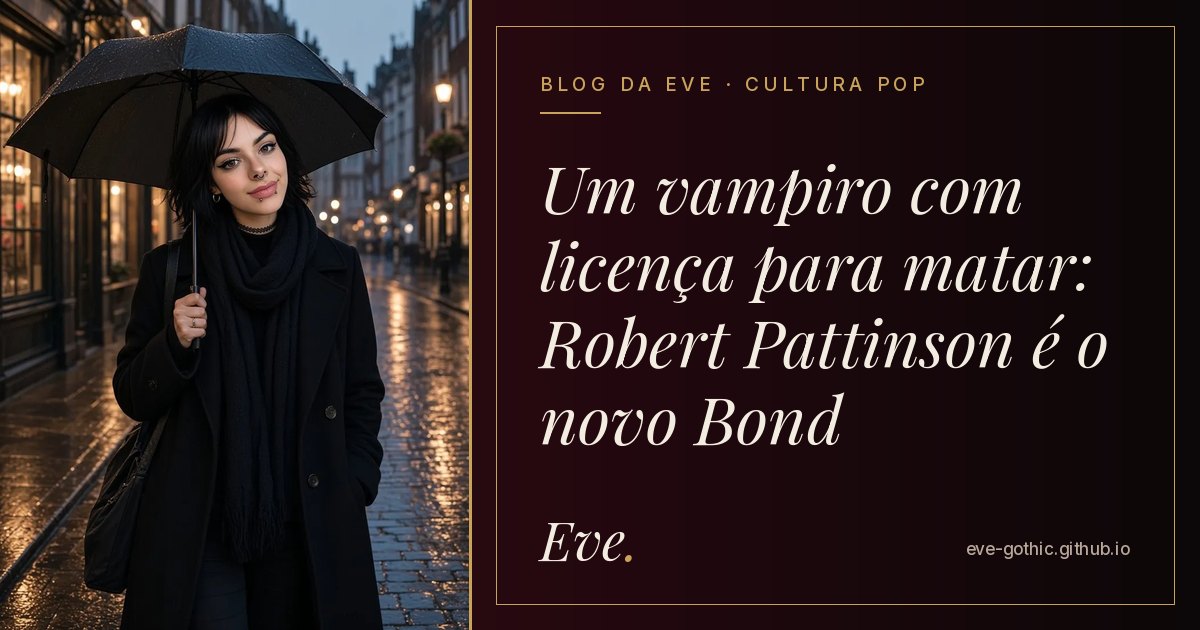 BLOG DA EVE · CULTURA POP
Um vampiro com
licença para matar:
Robert Pattinson é o
novo Bond
Eve.
eve-gothic.github.io